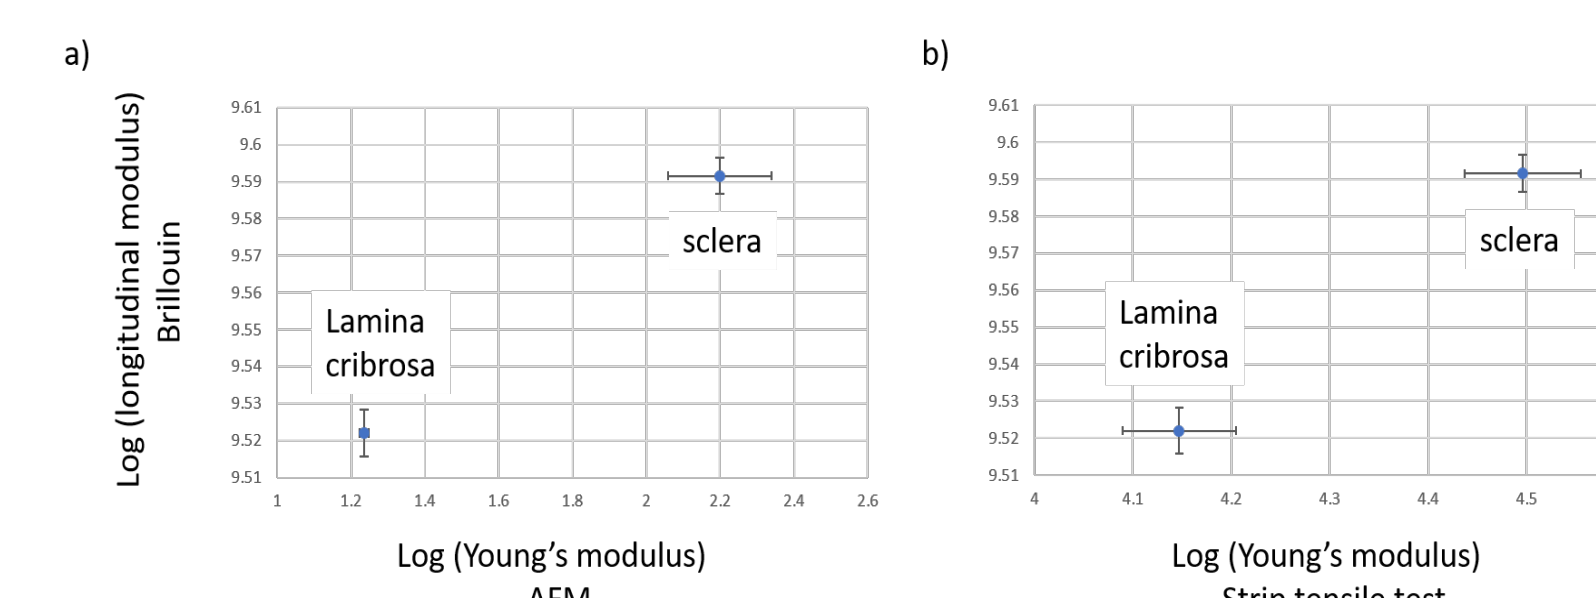 a)
Log (longitudinal modulus)
Brillouin
9.61
9.6
9.59
9.58
9.57
9.56
9.55
9.54
9.53
9.52
9.51
sclera
Lamina
cribrosa
1 1.2 1.4 1.6 1.8 2 2.2 2.4 2.6
Log (Young’s modulus)
AFM
b)
9.61
9.6
9.59
9.58
9.57
9.56
9.55
9.54
9.53
9.52
9.51
sclera
Lamina
cribrosa
4 4.1 4.2 4.3 4.4 4.5
Log (Young’s modulus)
Strip tensile test